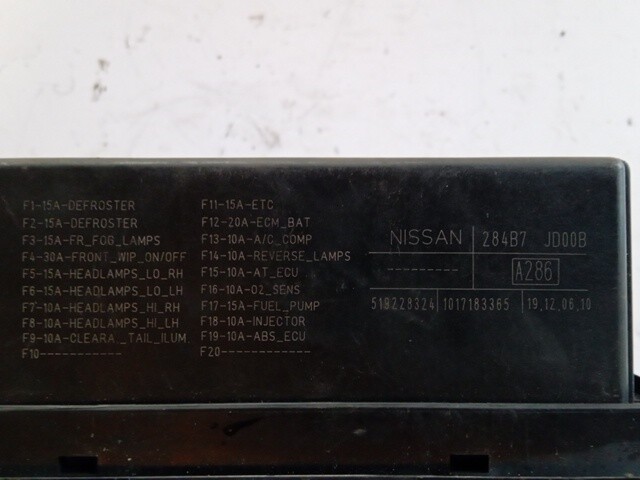 F1-15A-DEFROSTER
F2-15A-DEFROSTER
F3-15A-FR_FOG_LAMPS
F4-30A-FRONT_WIP_ON/OFF
F5-15A-HEADLAMPS_LO_RH
F6-15A-HEADLAMPS_LO_LH
F7-10A-HEADLAMPS_HI_RH
F8-10A-HEADLAMPS_HI_LH
F9-10A-CLEARA._TAIL_ILUM
F10------------
F11-15A-ETC
F12-20A-ECM_BAT
F13-10A-A/C_COMP
F14-10A-REVERSE_LAMPS
F15-10A-AT_ECU
F16-10A-O2_SENS
F17-15A-FUEL_PUMP
F18-10A-INJECTOR
F19-10A-ABS_ECU
F20------------
NISSAN 284B7 JD00B
--------- A286
519228324 1017183365 19,12,06,10